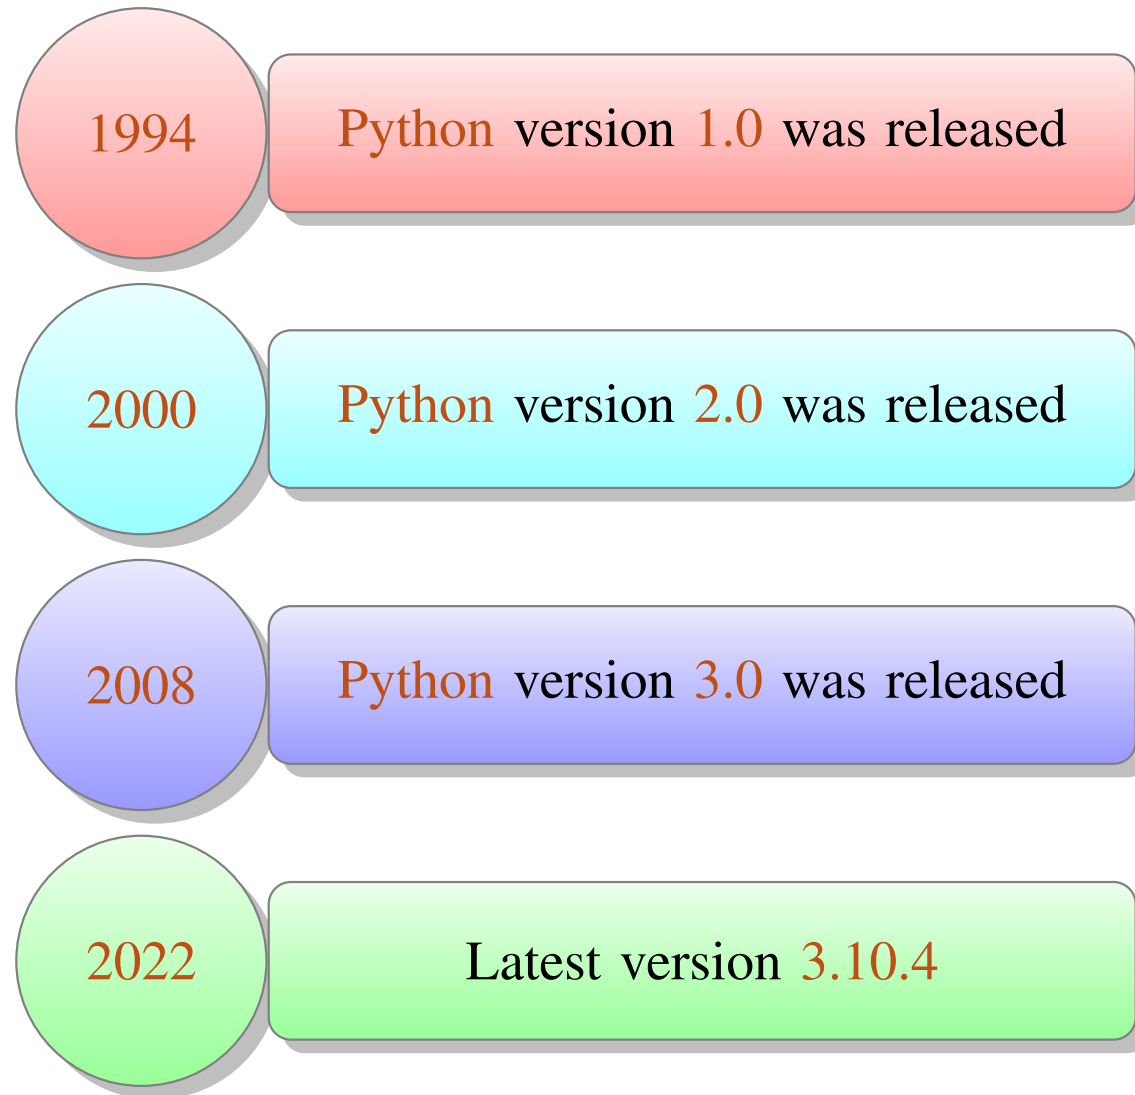 1994 Python version 1.0 was released
2000 Python version 2.0 was released
2008 Python version 3.0 was released
2022 Latest version 3.10.4